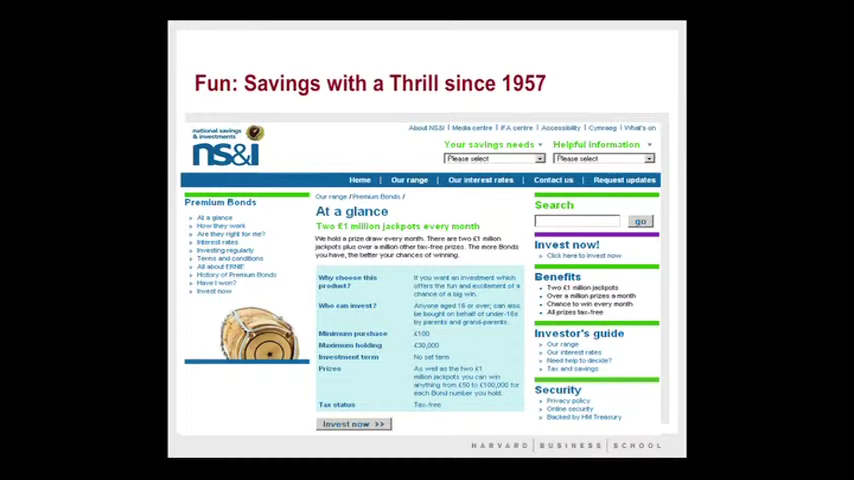 Fun: Savings with a Thrill since 1957
national savings
& investments
ns&i
About NS&I | Media centre | IFA centre | Accessibility | Cymraeg | What's on
Your savings needs
Helpful information
Please select
Please select
Home | Our range | Our interest rates | Contact us | Request updates
Premium Bonds
At a glance
How they work
Are they right for me?
Interest rates
Investing regularly
Terms and conditions
All about ERNIE
History of Premium Bonds
Have I won?
Invest now
Our range / Premium Bonds /
At a glance
Two £1 million jackpots every month
We hold a prize draw every month. There are two £1 million
jackpots plus over a million other tax-free prizes. The more Bonds
you have, the better your chances of winning.
Why choose this
product?
If you want an investment which
offers the fun and excitement of a
chance of a big win.
Who can invest?
Anyone aged 16 or over; can also
be bought on behalf of under-16s
by parents and grand-parents.
Minimum purchase
£100
Maximum holding
£30,000
Investment term
No set term
Prizes
As well as the two £1
million jackpots you can win
anything from £50 to £100,000 for
each Bond number you hold.
Tax status
Tax-free
Invest now >>
Search
go
Invest now!
Click here to invest now
Benefits
Two £1 million jackpots
Over a million prizes a month
Chance to win every month
All prizes tax-free
Investor's guide
Our range
Our interest rates
Need help to decide?
Tax and savings
Security
Privacy policy
Online security
Backed by HM Treasury
HARVARD | BUSINESS | SCHOOL